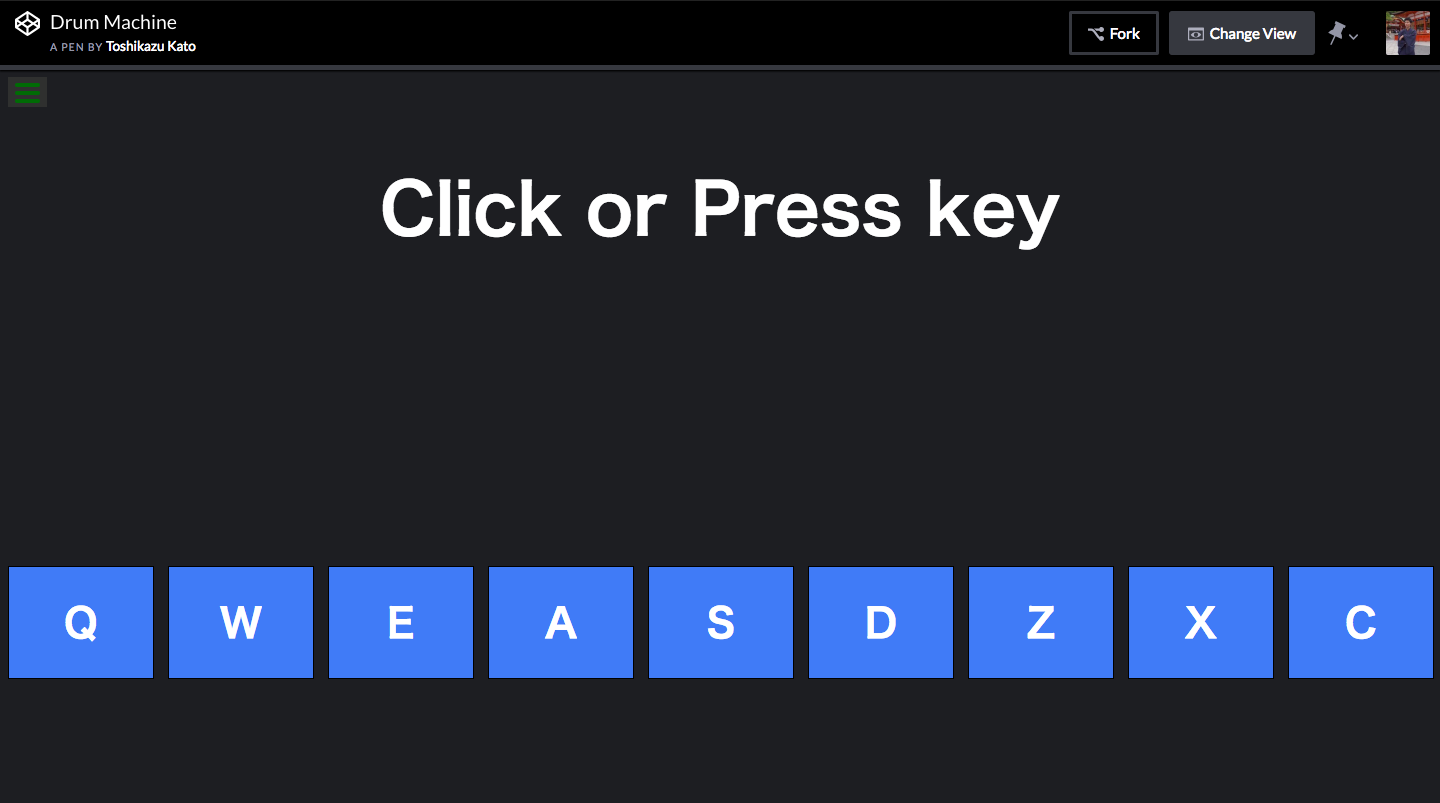 Drum Machine
A PEN BY Toshikazu Kato
Fork
Change View
Click or Press key
Q W E A S D Z X C